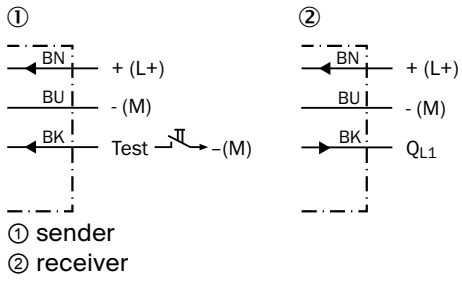 ① ②
BN + (L+) BN + (L+)
BU - (M) BU - (M)
BK Test –(M) BK QL1
① sender
② receiver